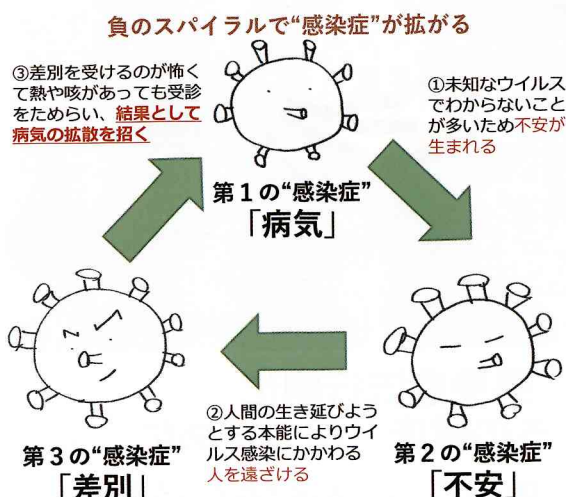 負のスパイラルで“感染症”が拡がる
③差別を受けるのが怖く
て熱や咳があっても受診
をためらい、結果として
病気の拡散を招く
①未知なウイルス
でわからないこと
が多いため不安が
生まれる
第1の“感染症”
「病気」
②人間の生き延びよう
とする本能によりウイ
ルス感染にかかわる
人を遠ざける
第3の“感染症”
「差別」
第2の“感染症”
「不安」